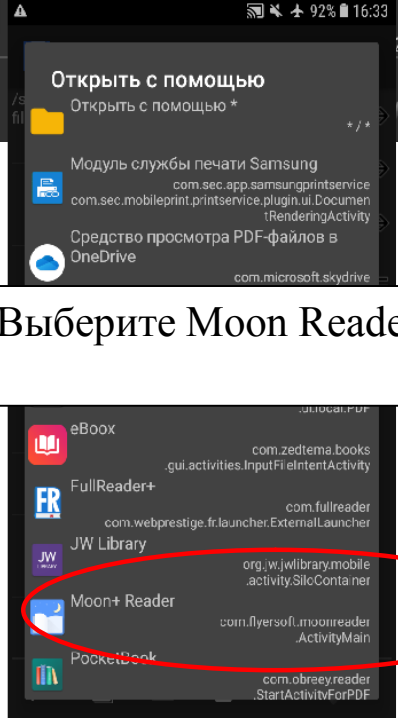 92% 16:33
Открыть с помощью
Открыть с помощью *
*/*
Модуль службы печати Samsung
com.sec.app.samsungprintservice
com.sec.mobileprint.printservice.plugin.ui.Documen
tRenderingActivity
Средство просмотра PDF-файлов в
OneDrive
com.microsoft.skydrive
Выберите Moon Reade
.ui.local.PDF
eBoox
com.zedtema.books
.gui.activities.InputFileIntentActivity
FullReader+
com.fullreader
com.webprestige.fr.launcher.ExternalLauncher
JW Library
org.jw.jwlibrary.mobile
.activity.SiloContainer
Moon+ Reader
com.flyersoft.moonreader
.ActivityMain
PocketBook
com.obreey.reader
.StartActivityForPDF